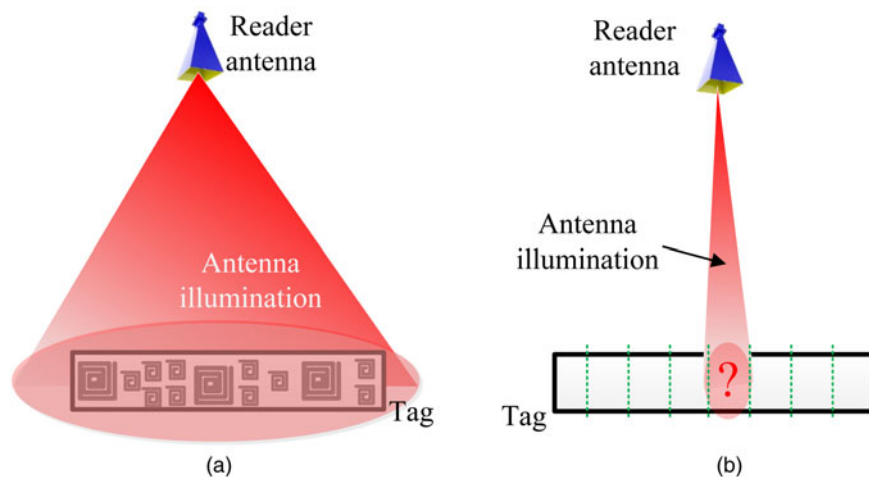 Reader
antenna
Antenna
illumination
Tag
(a)
Reader
antenna
Antenna
illumination
?
Tag
(b)